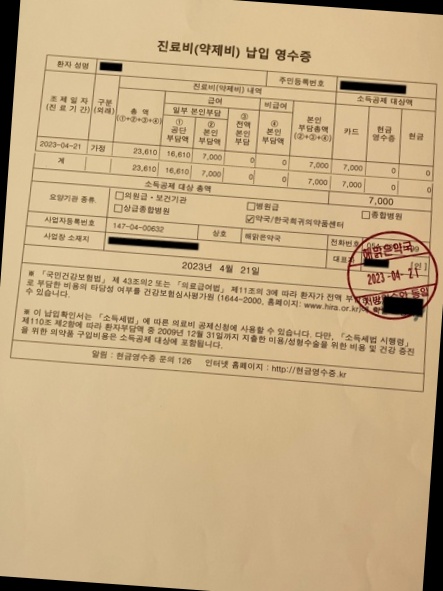 진료비(약제비) 납입 영수증
환자 성명
주민등록번호
진료비(약제비) 내역
소득공제 대상액
조 제 일 자
(진 료 기 간)
구분
(외래)
총 액
(①+②+③+④)
급여
비급여
본인
부담총액
(②+③+④)
카드
현금
영수증
현금
일부 본인부담
①
공단
부담액
②
본인
부담액
③
전액
본인
부담
④
본인
부담액
2023-04-21 가정 23,610 16,610 7,000 0 0 7,000 7,000 0 0
계 23,610 16,610 7,000 0 0 7,000 7,000 0 0
소득공제 대상 총액 7,000
요양기관 종류
□의원급·보건기관 □병원급 □종합병원
□상급종합병원 ☑약국/한국희귀의약품센터
사업자등록번호 147-04-00632 상호 해맑은약국 전화번호
사업장 소재지 대표자 [인]
2023년 4월 21일
해맑은약국
2023 -04- 21
※ 「국민건강보험법」 제 43조의2 또는 「의료급여법」 제11조의 3에 따라 환자가 전액 부
로 부담한 비용의 타당성 여부를 건강보험심사평가원 (1644-2000, 홈페이지: www.hira.or.kr)
수 있습니다.
※ 이 납입확인서는 「소득세법」에 따른 의료비 공제신청에 사용할 수 있습니다. 다만, 「소득세법 시행령」
제110조 제2항에 따라 환자부담액 중 2009년 12월 31일까지 지출한 미용/성형수술을 위한 비용 및 건강 증진
을 위한 의약품 구입비용은 소득공제 대상에 포함됩니다.
알림 : 현금영수증 문의 126 인터넷 홈페이지 : http://현금영수증.kr